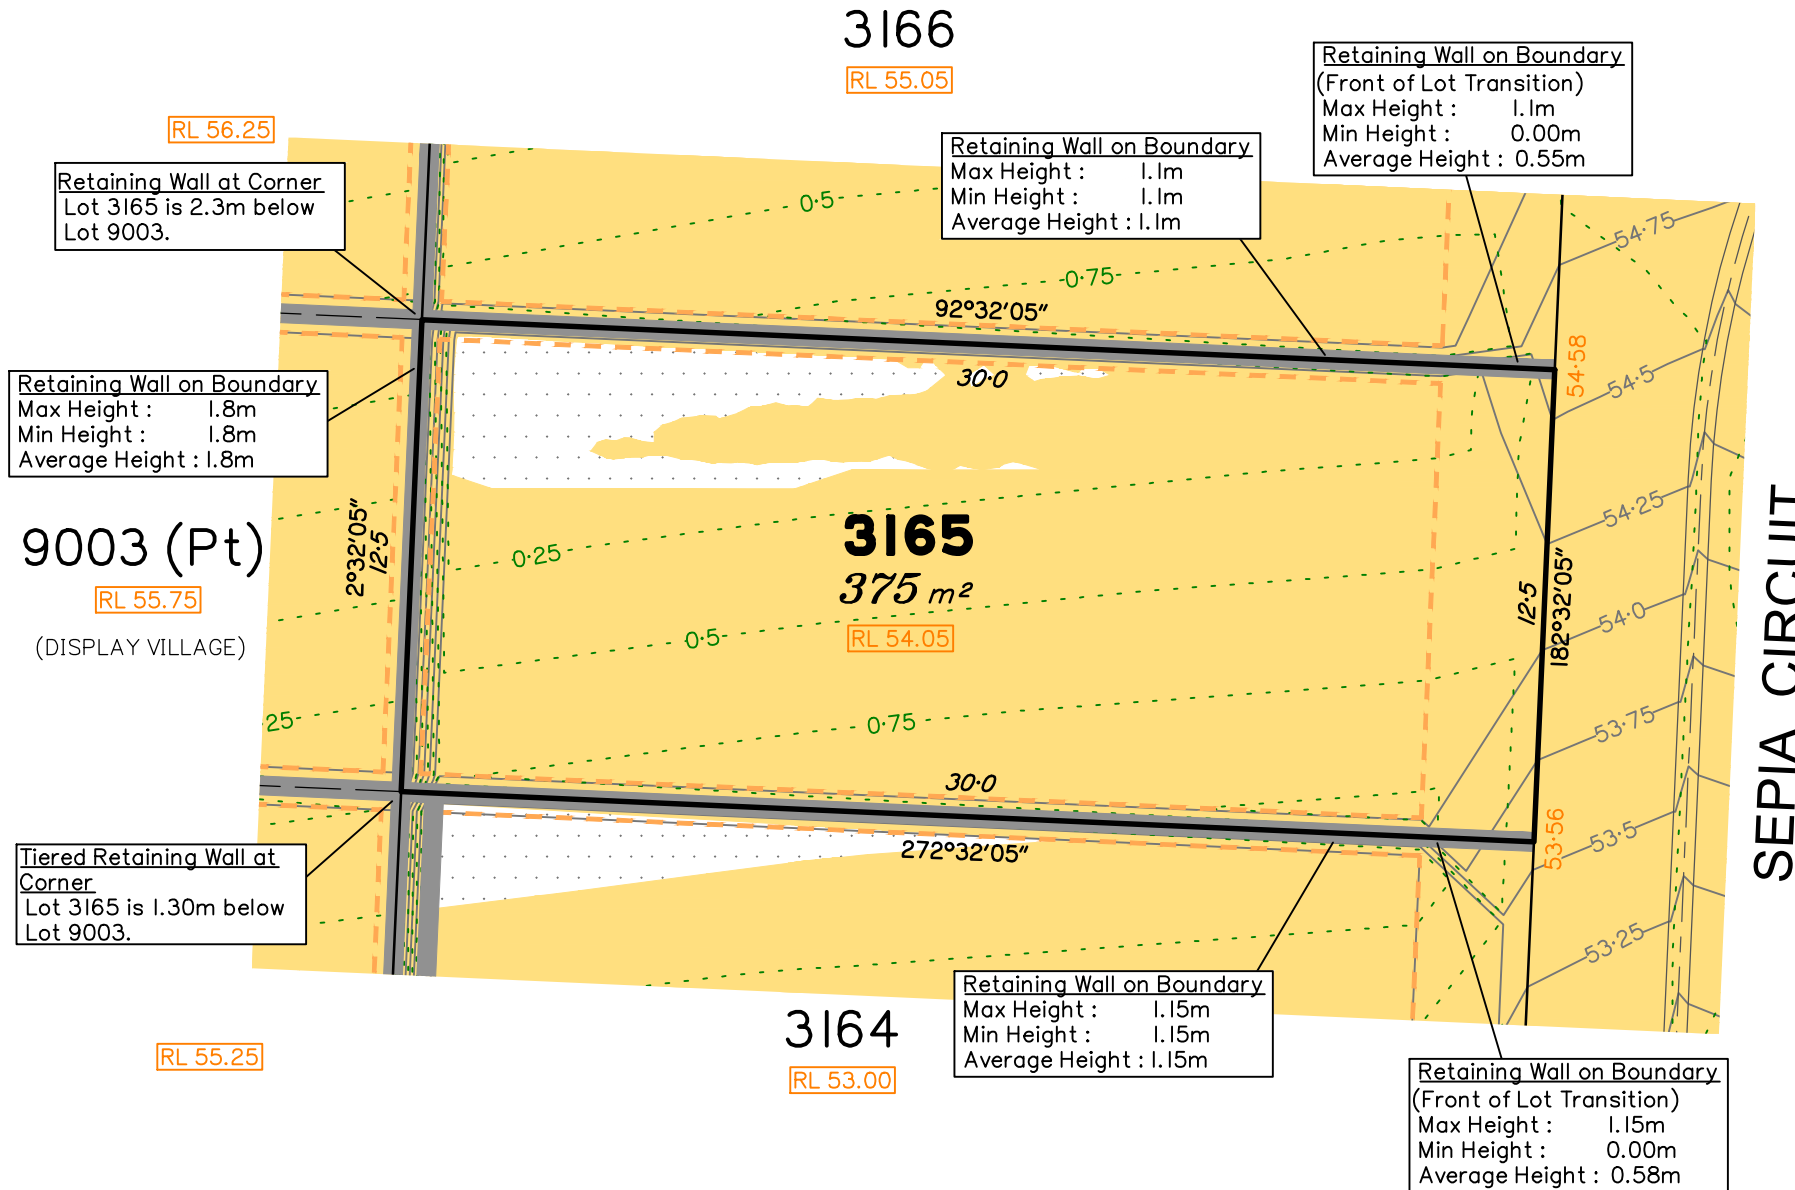 3166
RL 55.05
Retaining Wall on Boundary
(Front of Lot Transition)
Max Height : 1.1m
Min Height : 0.00m
Average Height : 0.55m
RL 56.25
Retaining Wall at Corner
Lot 3165 is 2.3m below
Lot 9003.
Retaining Wall on Boundary
Max Height : 1.1m
Min Height : 1.1m
Average Height : 1.1m
0·5
0·75
54·75
92°32'05"
30·0
54·58
54·5
Retaining Wall on Boundary
Max Height : 1.8m
Min Height : 1.8m
Average Height : 1.8m
9003 (Pt)
RL 55.75
(DISPLAY VILLAGE)
2°32'05"
12·5
0·25
3165
375 m²
RL 54.05
0·5
0·75
25
12·5
182°32'05"
54·25
54·0
53·75
53·5
53·25
53·56
SEPIA CIRCUIT
30·0
272°32'05"
Tiered Retaining Wall at
Corner
Lot 3165 is 1.30m below
Lot 9003.
RL 55.25
3164
RL 53.00
Retaining Wall on Boundary
Max Height : 1.15m
Min Height : 1.15m
Average Height : 1.15m
Retaining Wall on Boundary
(Front of Lot Transition)
Max Height : 1.15m
Min Height : 0.00m
Average Height : 0.58m